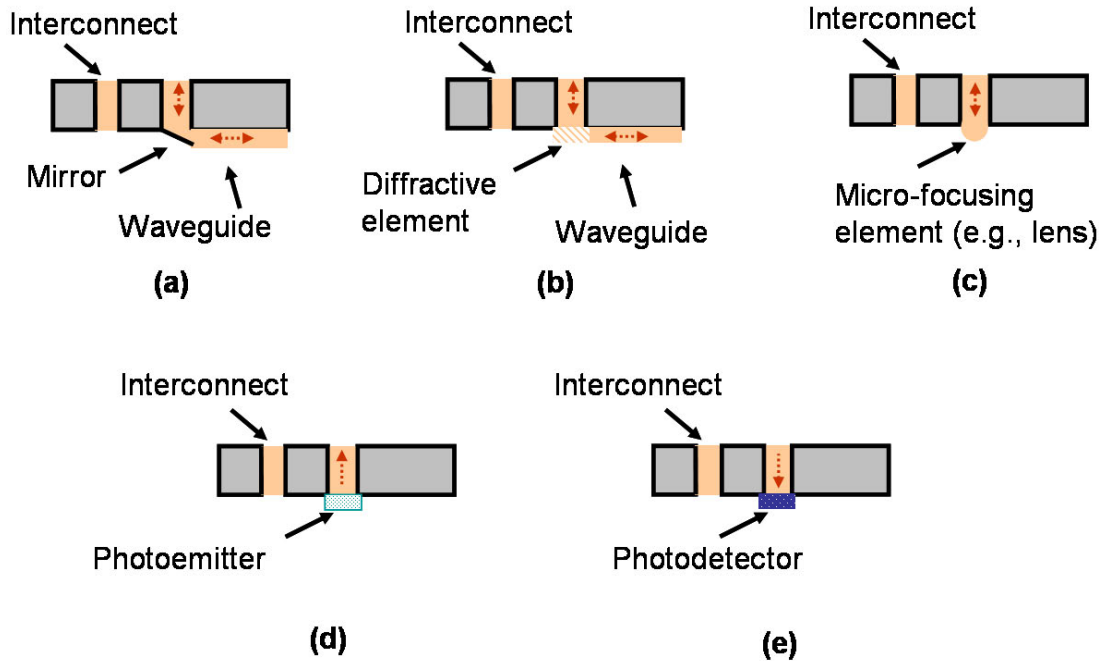 Interconnect
Mirror
Waveguide
(a)
Interconnect
Diffractive
element
Waveguide
(b)
Interconnect
Micro-focusing
element (e.g., lens)
(c)
Interconnect
Photoemitter
(d)
Interconnect
Photodetector
(e)